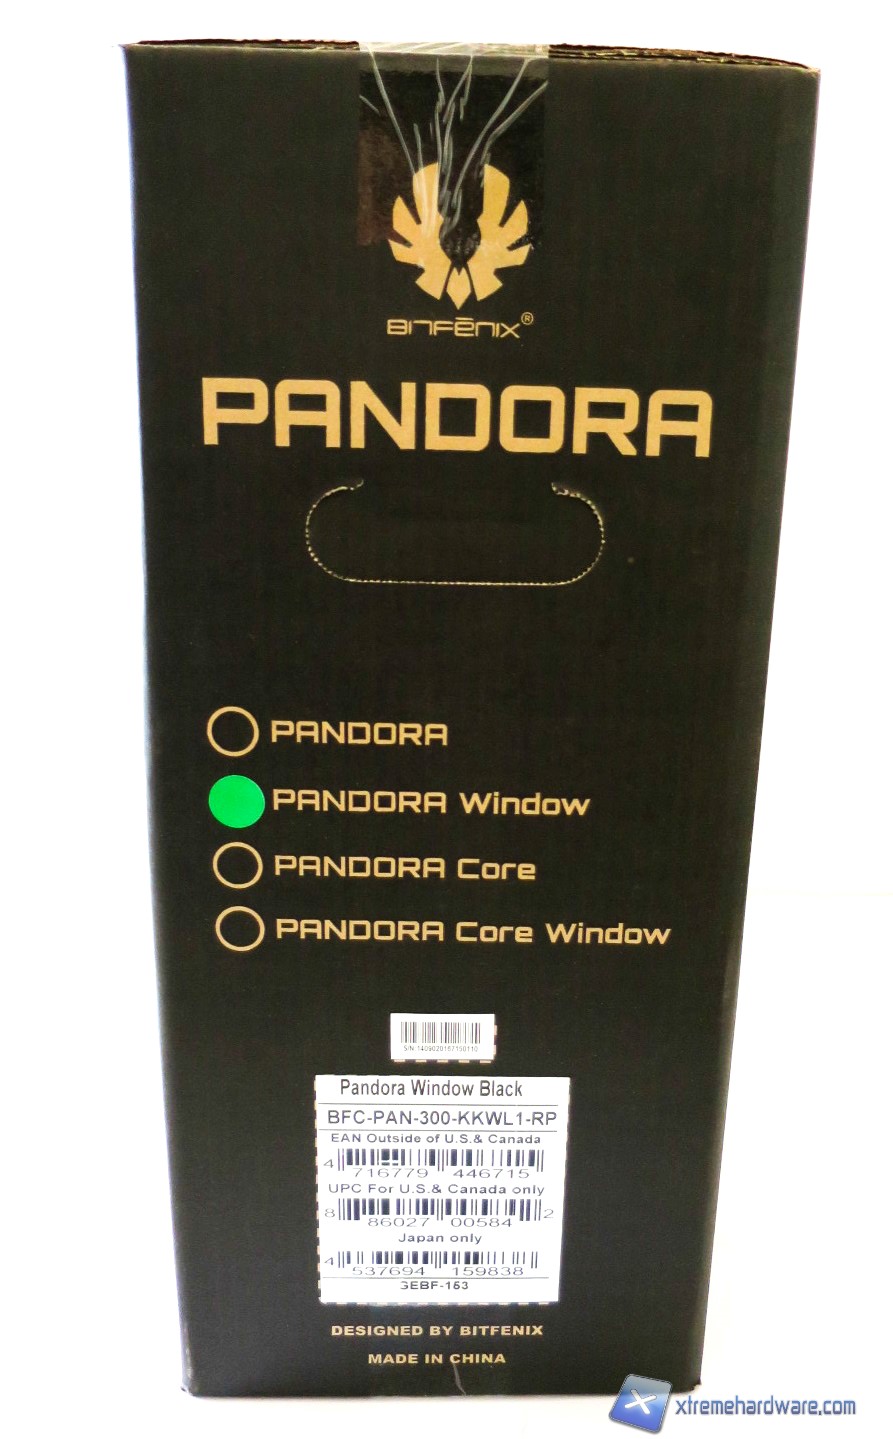 BITFENIX®
PANDORA
PANDORA
PANDORA Window
PANDORA Core
PANDORA Core Window
S/N:1409020167150110
Pandora Window Black
BFC-PAN-300-KKWL1-RP
EAN Outside of U.S.& Canada
4 716779 446715
UPC For U.S.& Canada only
8 86027 00584 2
Japan only
4 537694 159838
DESIGNED BY BITFENIX
MADE IN CHINA
xtremehardware.com